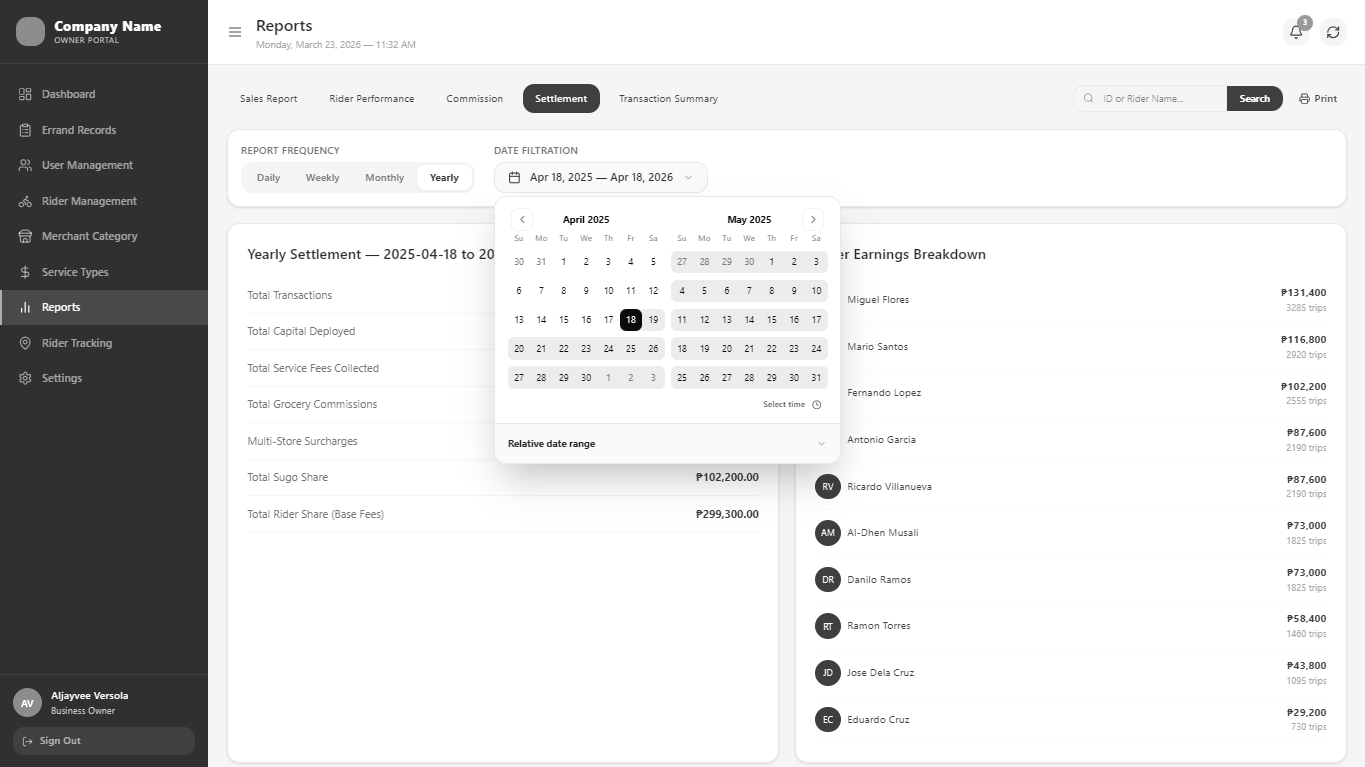 Company Name
OWNER PORTAL
Dashboard
Errand Records
User Management
Rider Management
Merchant Category
Service Types
Reports
Rider Tracking
Settings
AV
Aljayvee Versola
Business Owner
Sign Out
Reports
Monday, March 23, 2026 — 11:32 AM
3
Sales Report Rider Performance Commission Settlement Transaction Summary
ID or Rider Name... Search Print
REPORT FREQUENCY
Daily Weekly Monthly Yearly
DATE FILTRATION
Apr 18, 2025 — Apr 18, 2026
April 2025
Su Mo Tu We Th Fr Sa
30 31 1 2 3 4 5
6 7 8 9 10 11 12
13 14 15 16 17 18 19
20 21 22 23 24 25 26
27 28 29 30 1 2 3
May 2025
Su Mo Tu We Th Fr Sa
27 28 29 30 1 2 3
4 5 6 7 8 9 10
11 12 13 14 15 16 17
18 19 20 21 22 23 24
25 26 27 28 29 30 31
Select time
Relative date range
Yearly Settlement — 2025-04-18 to 20
Total Transactions
Total Capital Deployed
Total Service Fees Collected
Total Grocery Commissions
Multi-Store Surcharges
Total Sugo Share ₱102,200.00
Total Rider Share (Base Fees) ₱299,300.00
Earnings Breakdown
Miguel Flores ₱131,400
3285 trips
Mario Santos ₱116,800
2920 trips
Fernando Lopez ₱102,200
2555 trips
Antonio Garcia ₱87,600
2190 trips
RV Ricardo Villanueva ₱87,600
2190 trips
AM Al-Dhen Musali ₱73,000
1825 trips
DR Danilo Ramos ₱73,000
1825 trips
RT Ramon Torres ₱58,400
1460 trips
JD Jose Dela Cruz ₱43,800
1095 trips
EC Eduardo Cruz ₱29,200
730 trips